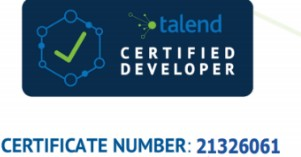 talend
CERTIFIED
DEVELOPER
CERTIFICATE NUMBER: 21326061